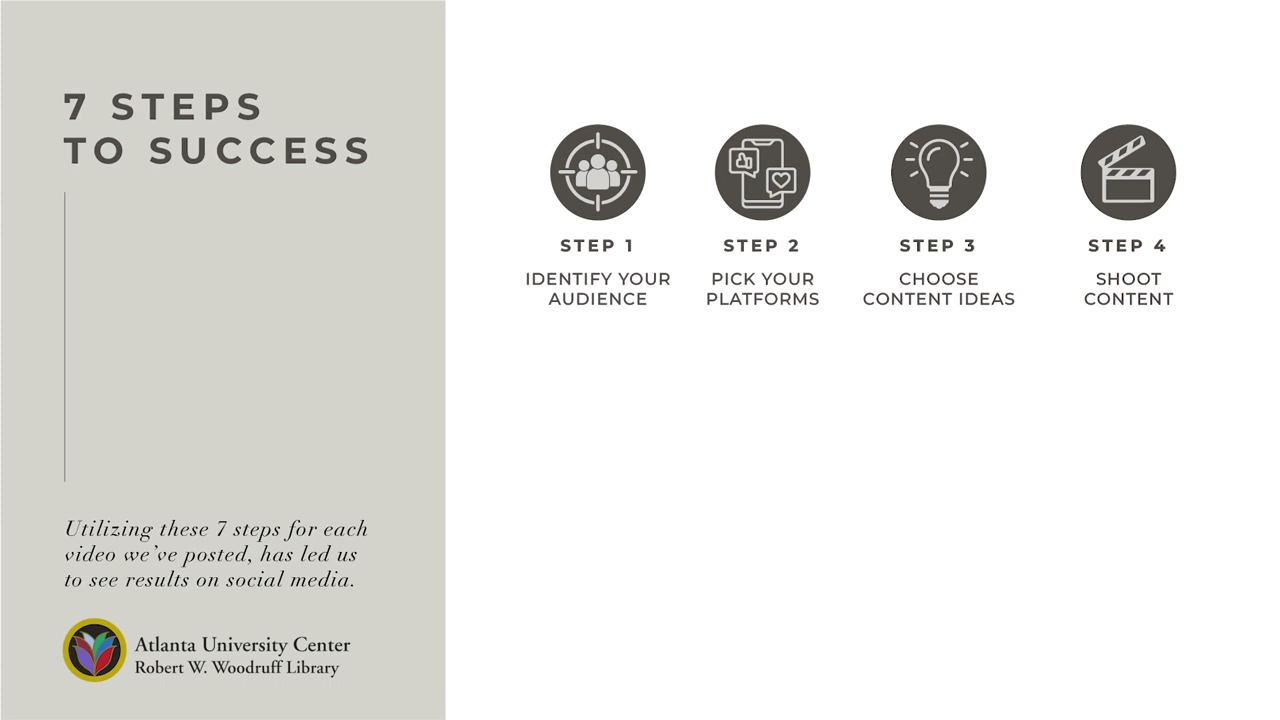 7 STEPS
TO SUCCESS
STEP 1
IDENTIFY YOUR
AUDIENCE
STEP 2
PICK YOUR
PLATFORMS
STEP 3
CHOOSE
CONTENT IDEAS
STEP 4
SHOOT
CONTENT
Utilizing these 7 steps for each
video we've posted, has led us
to see results on social media.
Atlanta University Center
Robert W. Woodruff Library